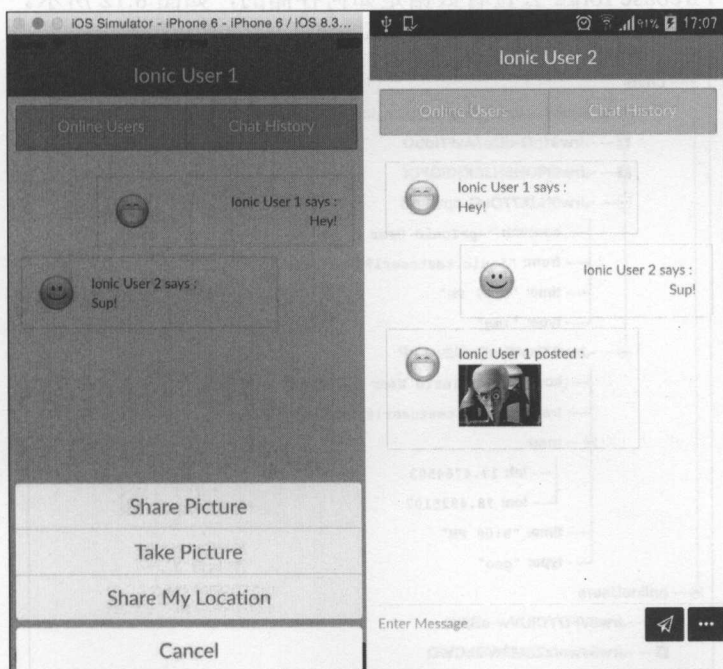 iOS Simulator - iPhone 6 - iPhone 6 / iOS 8.3...
Ionic User 1
Online Users
Chat History
Ionic User 1 says :
Hey!
Ionic User 2 says :
Sup!
Share Picture
Take Picture
Share My Location
Cancel
91% 17:07
Ionic User 2
Online Users
Chat History
Ionic User 1 says :
Hey!
Ionic User 2 says :
Sup!
Ionic User 1 posted :
Enter Message